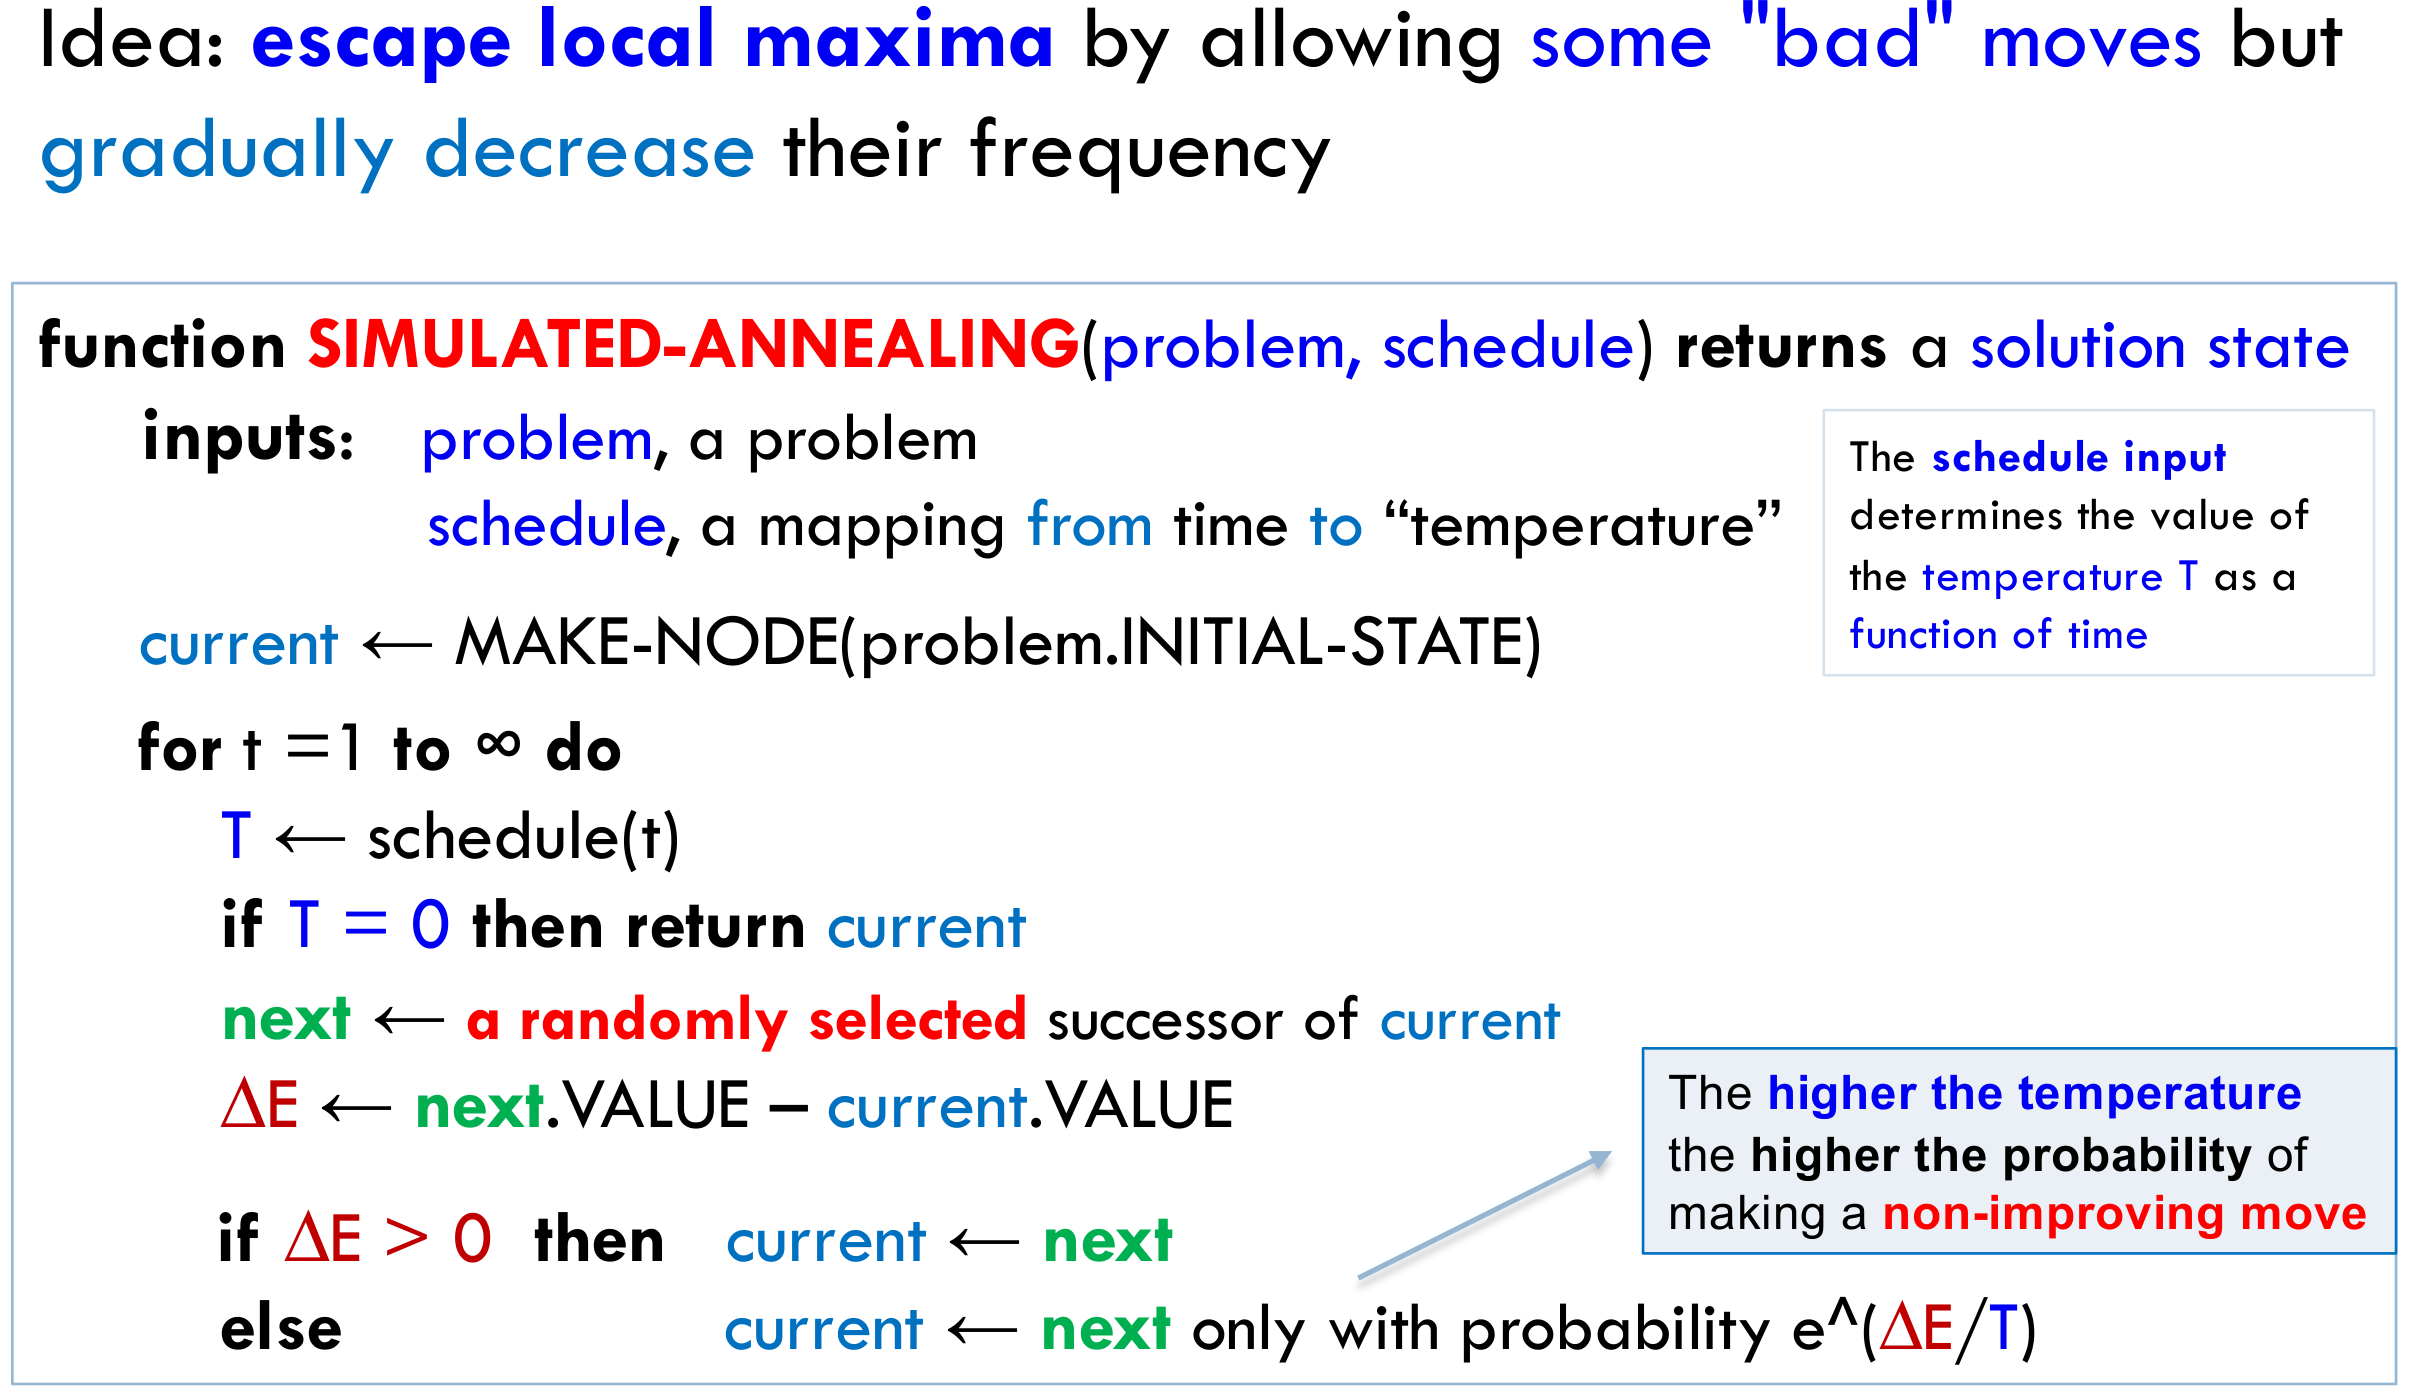 Idea: escape local maxima by allowing some "bad" moves but
gradually decrease their frequency
function SIMULATED-ANNEALING(problem, schedule) returns a solution state
inputs: problem, a problem
schedule, a mapping from time to “temperature”
The schedule input
determines the value of
the temperature T as a
function of time
current ← MAKE-NODE(problem.INITIAL-STATE)
for t =1 to ∞ do
T ← schedule(t)
if T = 0 then return current
next ← a randomly selected successor of current
ΔE ← next.VALUE – current.VALUE
The higher the temperature
the higher the probability of
making a non-improving move
if ΔE > 0 then current ← next
else current ← next only with probability e^(ΔE/T)